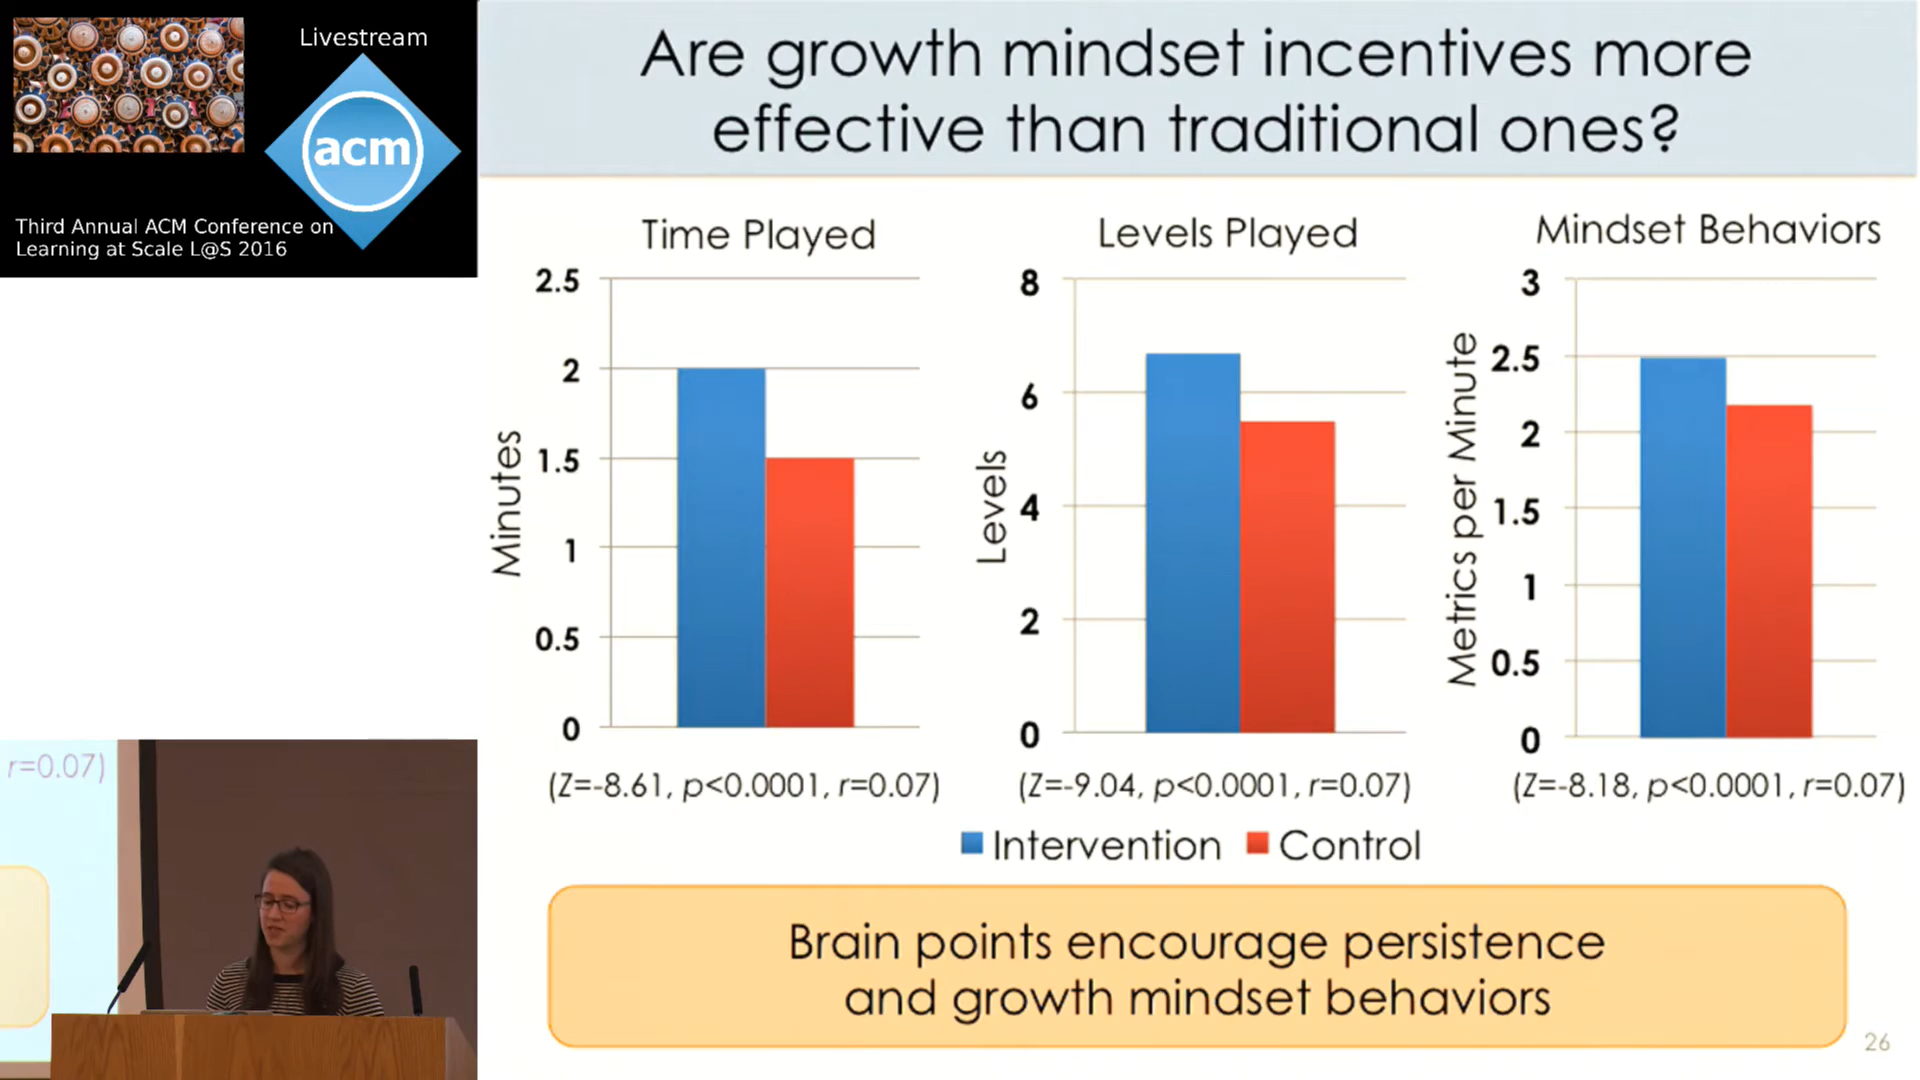 Livestream
acm
Third Annual ACM Conference on
Learning at Scale L@S 2016
Are growth mindset incentives more
effective than traditional ones?
Time Played
Minutes
2.5
2
1.5
1
0.5
0
(Z=-8.61, p<0.0001, r=0.07)
Levels Played
Levels
8
6
4
2
0
(Z=-9.04, p<0.0001, r=0.07)
Mindset Behaviors
Metrics per Minute
3
2.5
2
1.5
1
0.5
0
(Z=-8.18, p<0.0001, r=0.07)
Intervention
Control
Brain points encourage persistence
and growth mindset behaviors
26
r=0.07)